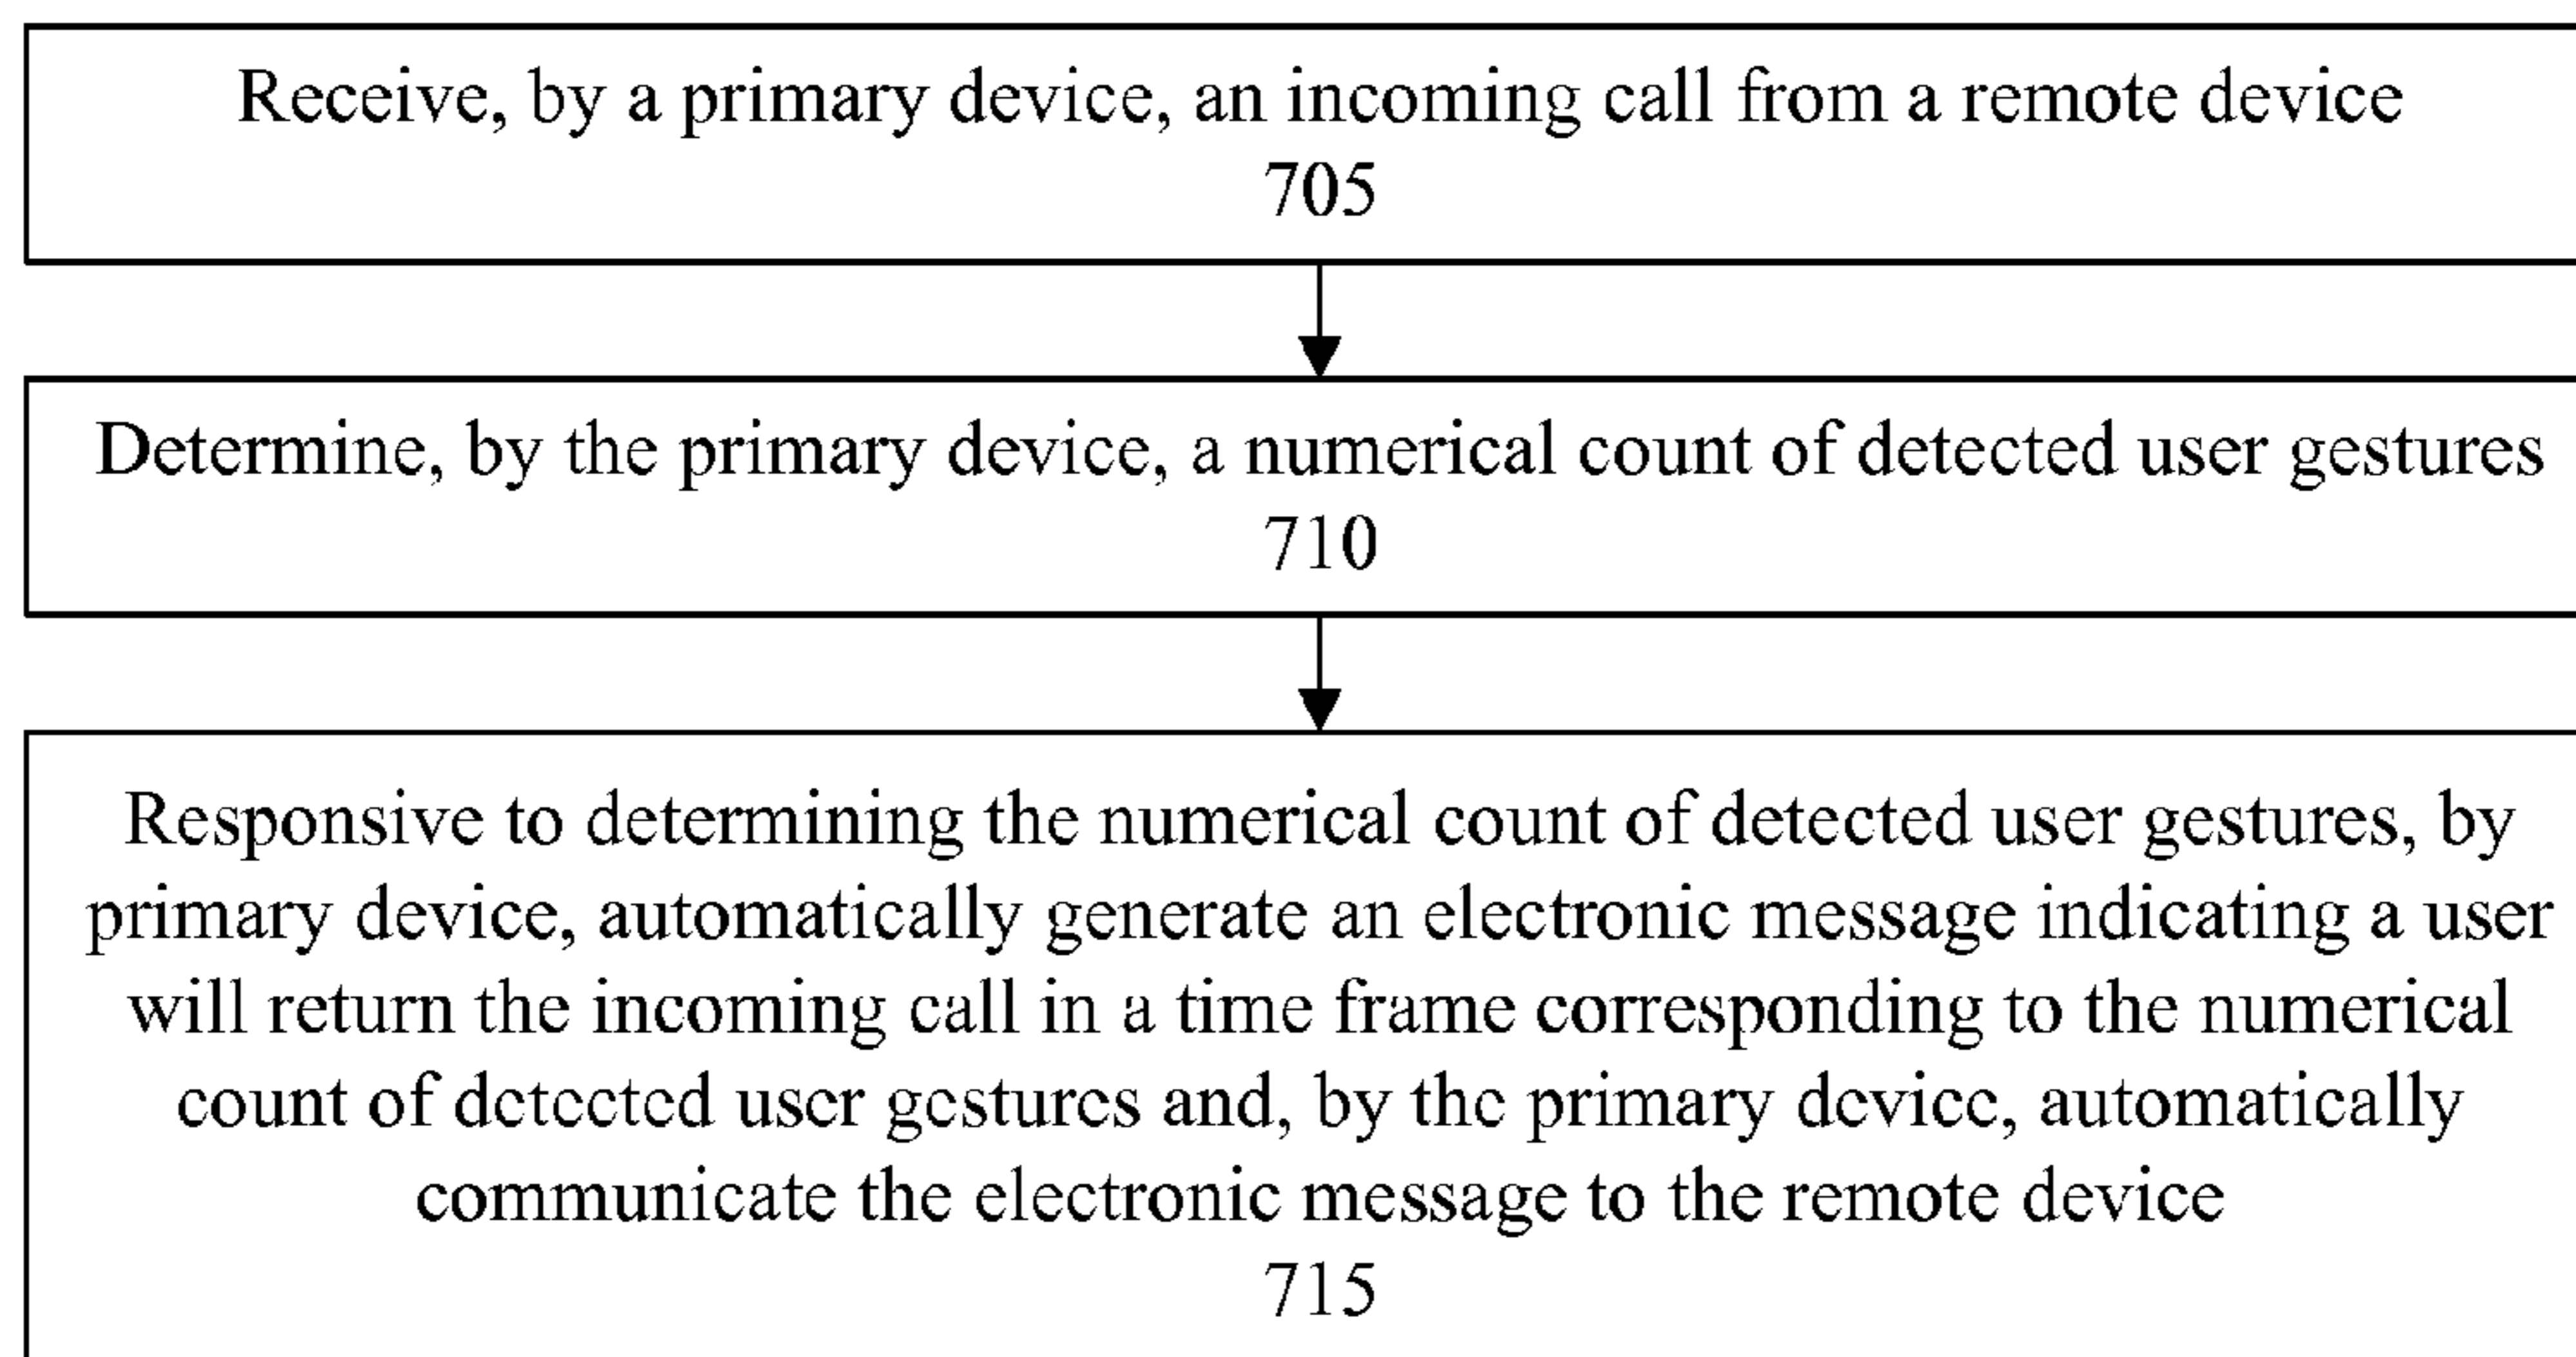 Receive, by a primary device, an incoming call from a remote device
705
Determine, by the primary device, a numerical count of detected user gestures
710
Responsive to determining the numerical count of detected user gestures, by
primary device, automatically generate an electronic message indicating a user
will return the incoming call in a time frame corresponding to the numerical
count of detected user gestures and, by the primary device, automatically
communicate the electronic message to the remote device
715